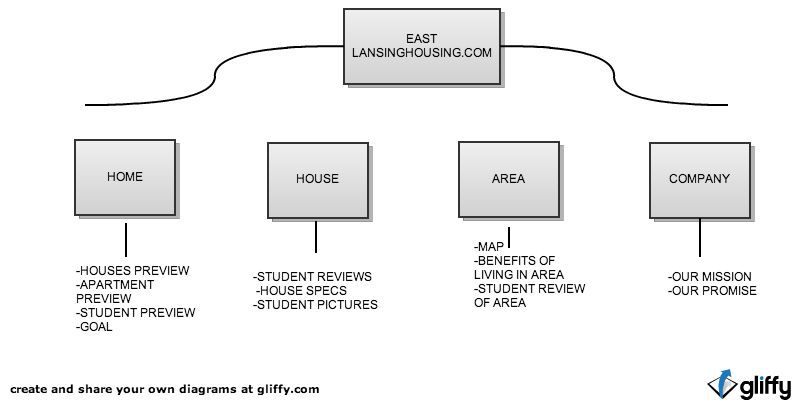 EAST
LANSINGHOUSING.COM
HOME
HOUSE
AREA
COMPANY
-HOUSES PREVIEW
-APARTMENT
PREVIEW
-STUDENT PREVIEW
-GOAL
-STUDENT REVIEWS
-HOUSE SPECS
-STUDENT PICTURES
-MAP
-BENEFITS OF
LIVING IN AREA
-STUDENT REVIEW
OF AREA
-OUR MISSION
-OUR PROMISE
create and share your own diagrams at gliffy.com
gliffy